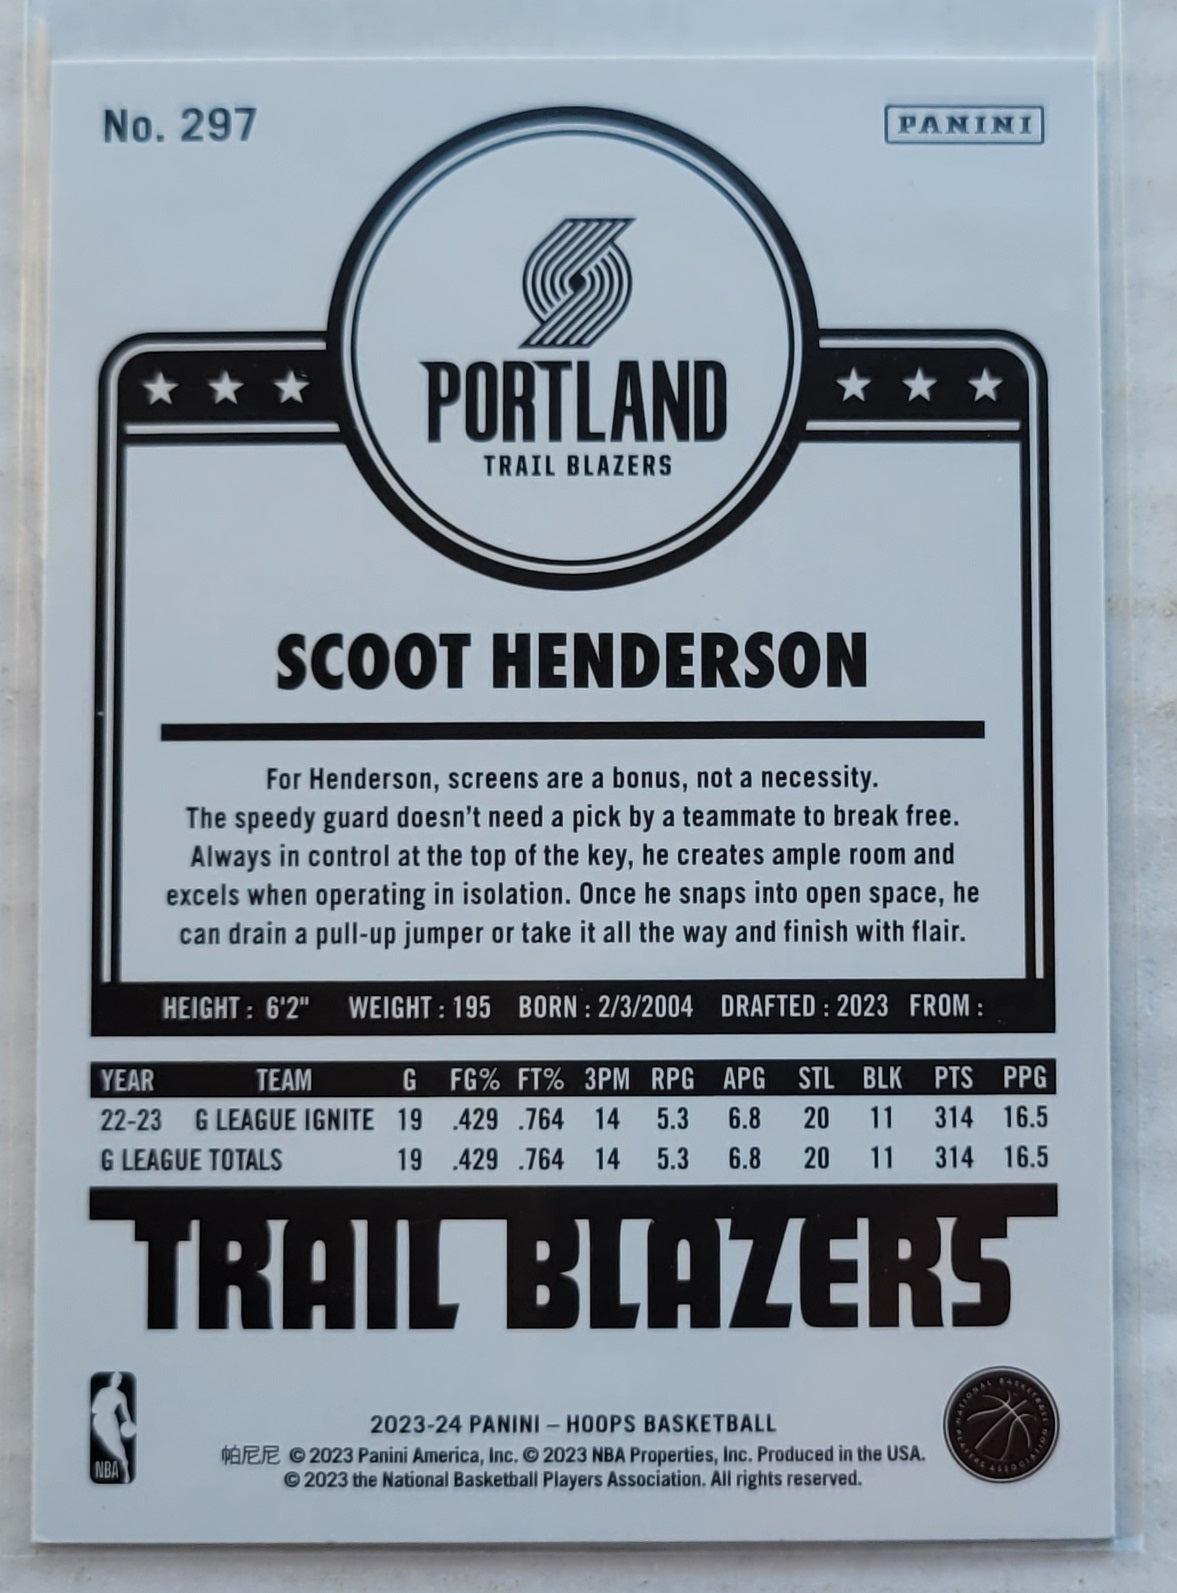 No. 297
PANINI
PORTLAND
TRAIL BLAZERS
SCOOT HENDERSON
For Henderson, screens are a bonus, not a necessity.
The speedy guard doesn't need a pick by a teammate to break free.
Always in control at the top of the key, he creates ample room and
excels when operating in isolation. Once he snaps into open space, he
can drain a pull-up jumper or take it all the way and finish with flair.
HEIGHT : 6'2" WEIGHT : 195 BORN : 2/3/2004 DRAFTED : 2023 FROM :
YEAR TEAM G FG% FT% 3PM RPG APG STL BLK PTS PPG
22-23 G LEAGUE IGNITE 19 .429 .764 14 5.3 6.8 20 11 314 16.5
G LEAGUE TOTALS 19 .429 .764 14 5.3 6.8 20 11 314 16.5
TRAIL BLAZERS
NBA
2023-24 PANINI – HOOPS BASKETBALL
帕尼尼 © 2023 Panini America, Inc. © 2023 NBA Properties, Inc. Produced in the USA.
© 2023 the National Basketball Players Association. All rights reserved.
NATIONAL BASKETBALL PLAYERS ASSOCIATION